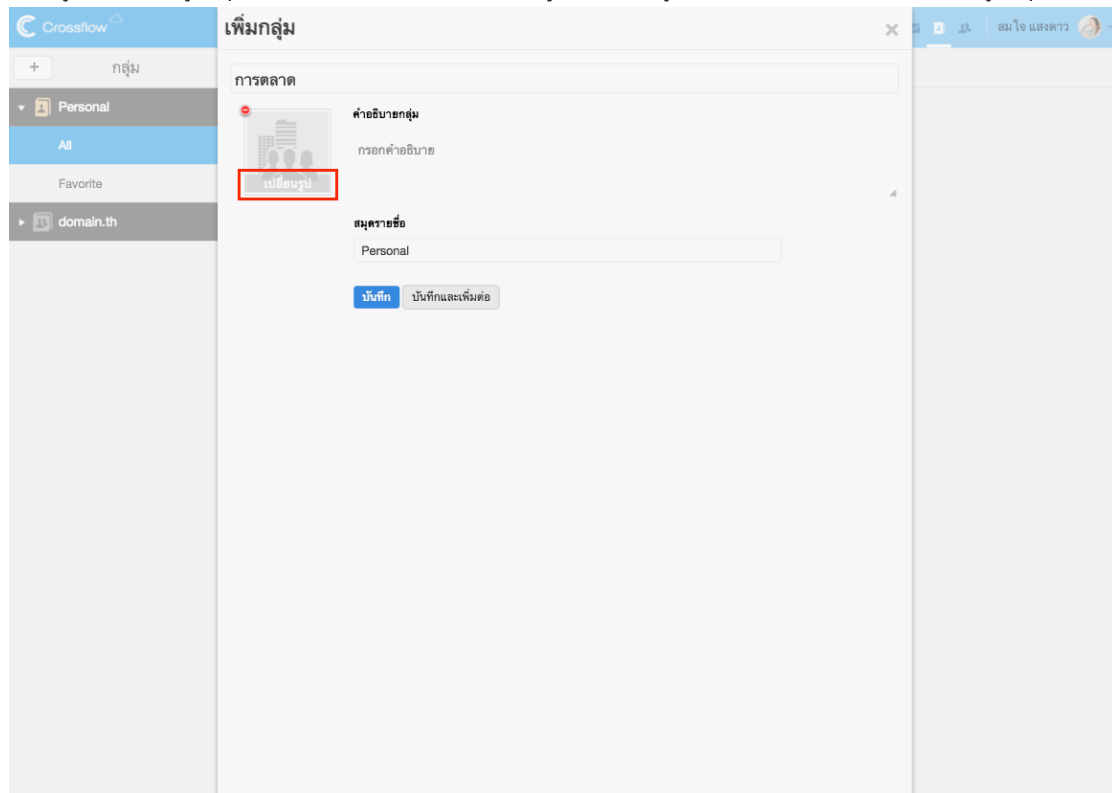 Crossflow
เพิ่มกลุ่ม
สมใจ แสงดาว
+ กลุ่ม
การตลาด
Personal
All
Favorite
domain.th
เปลี่ยนรูป
คำอธิบายกลุ่ม
กรอกคำอธิบาย
สมุดรายชื่อ
Personal
บันทึก บันทึกและเพิ่มต่อ